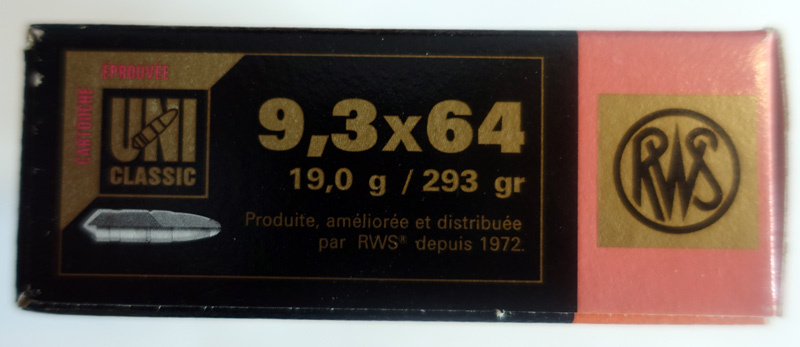 CARTOUCHE
ÉPROUVÉE
UNI
CLASSIC
9,3x64
19,0 g / 293 gr
Produite, améliorée et distribuée
par RWS® depuis 1972.
RWS